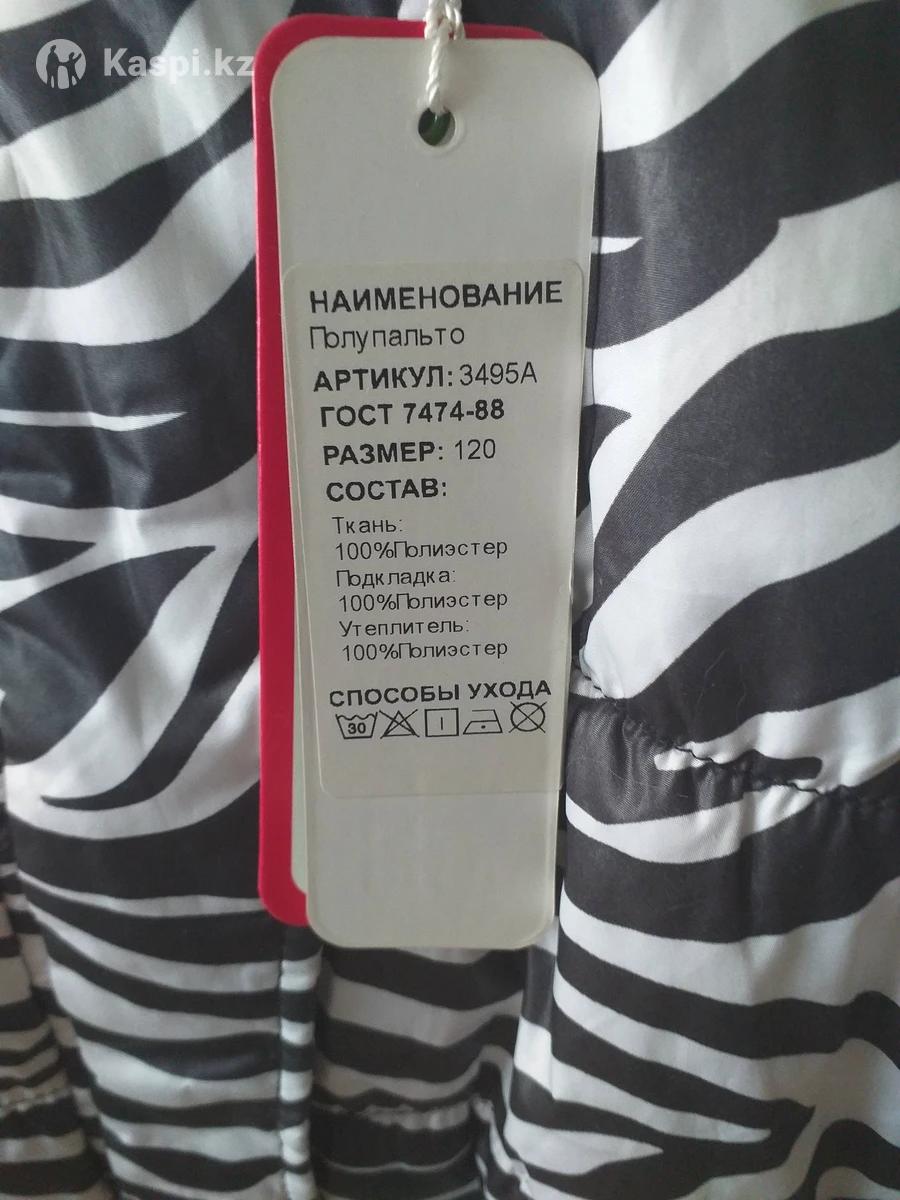 Kaspi.kz
НАИМЕНОВАНИЕ
Полупальто
АРТИКУЛ: 3495А
ГОСТ 7474-88
РАЗМЕР: 120
СОСТАВ:
Ткань:
100%Полиэстер
Подкладка:
100%Полиэстер
Утеплитель:
100%Полиэстер
СПОСОБЫ УХОДА
30